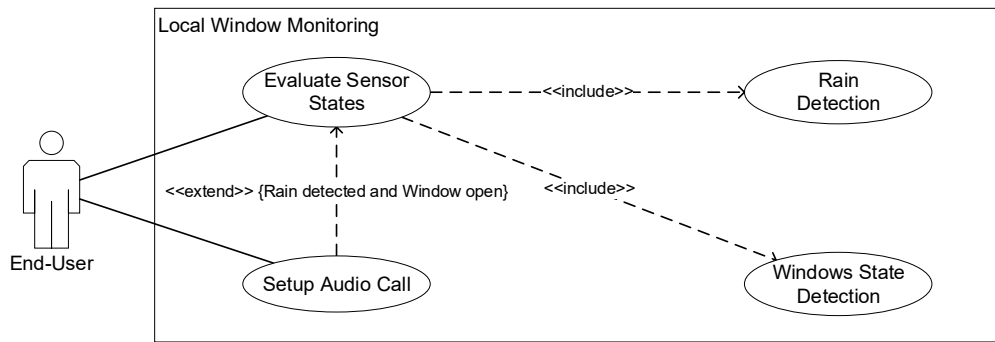 Local Window Monitoring
Evaluate Sensor
States
<<include>>
Rain
Detection
<<extend>> {Rain detected and Window open}
<<include>>
End-User
Setup Audio Call
Windows State
Detection